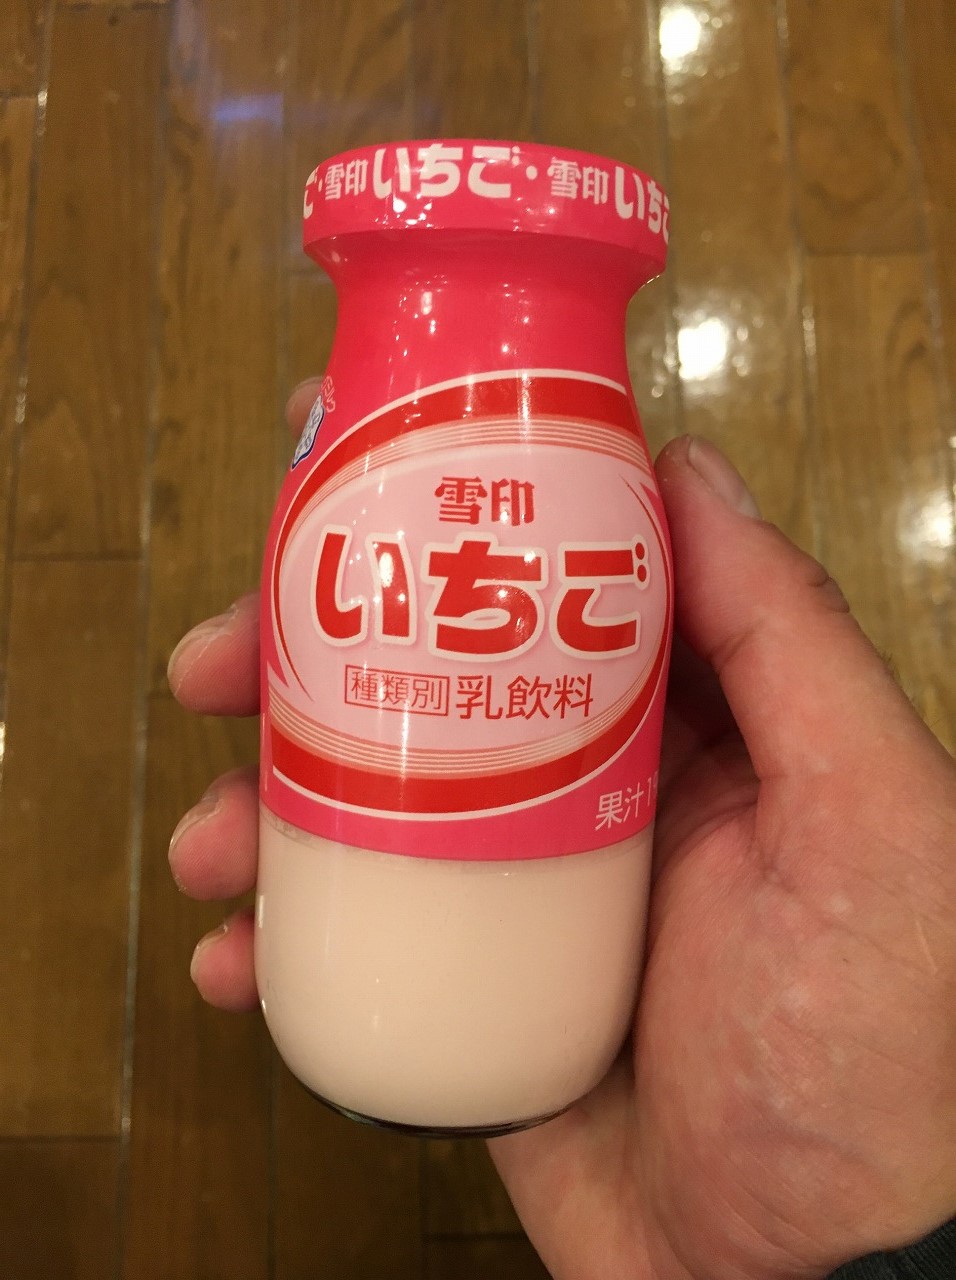 雪印いちご・雪印いちご
雪印
いちご
種類別 乳飲料
果汁1